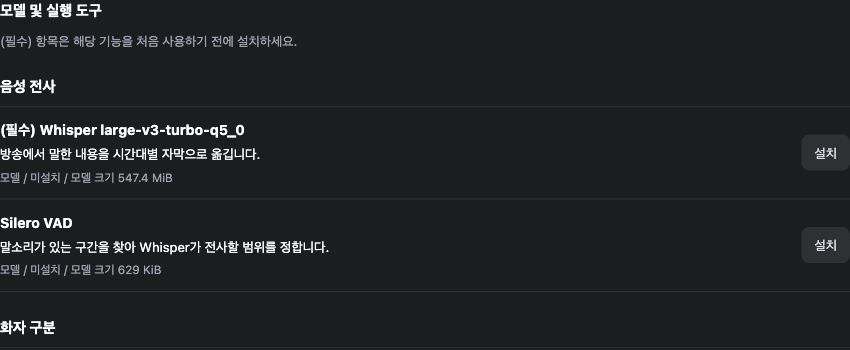 모델 및 실행 도구
(필수) 항목은 해당 기능을 처음 사용하기 전에 설치하세요.
음성 전사
(필수) Whisper large-v3-turbo-q5_0
방송에서 말한 내용을 시간대별 자막으로 옮깁니다.
모델 / 미설치 / 모델 크기 547.4 MiB
설치
Silero VAD
말소리가 있는 구간을 찾아 Whisper가 전사할 범위를 정합니다.
모델 / 미설치 / 모델 크기 629 KiB
설치
화자 구분